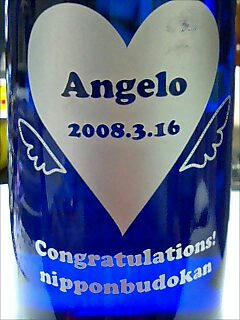 Angelo
2008.3.16
Congratulations!
nipponbudokan